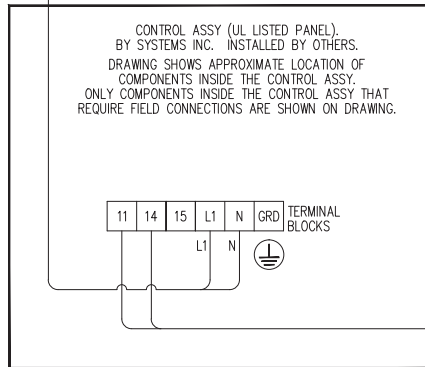 CONTROL ASSY (UL LISTED PANEL).
BY SYSTEMS INC. INSTALLED BY OTHERS.
DRAWING SHOWS APPROXIMATE LOCATION OF
COMPONENTS INSIDE THE CONTROL ASSY.
ONLY COMPONENTS INSIDE THE CONTROL ASSY THAT
REQUIRE FIELD CONNECTIONS ARE SHOWN ON DRAWING.
11 14 15 L1 N GRD TERMINAL
BLOCKS
L1 N